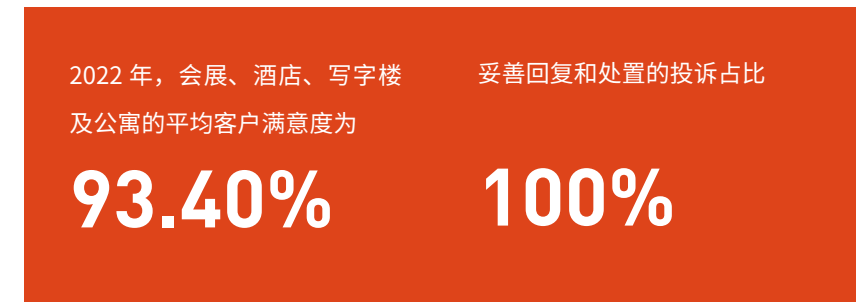 2022 年，会展、酒店、写字楼
及公寓的平均客户满意度为
93.40%
妥善回复和处置的投诉占比
100%